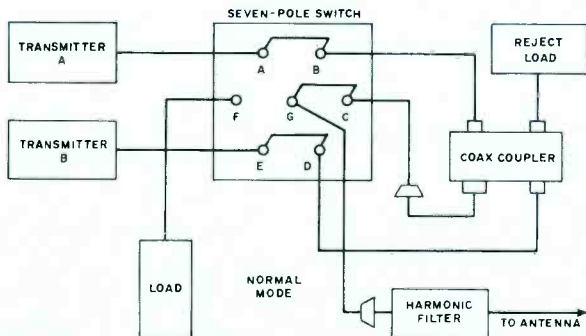 SEVEN-POLE SWITCH
TRANSMITTER
A
REJECT
LOAD
A
B
F
G
C
TRANSMITTER
B
E
D
COAX COUPLER
LOAD
NORMAL
MODE
HARMONIC
FILTER
TO ANTENNA